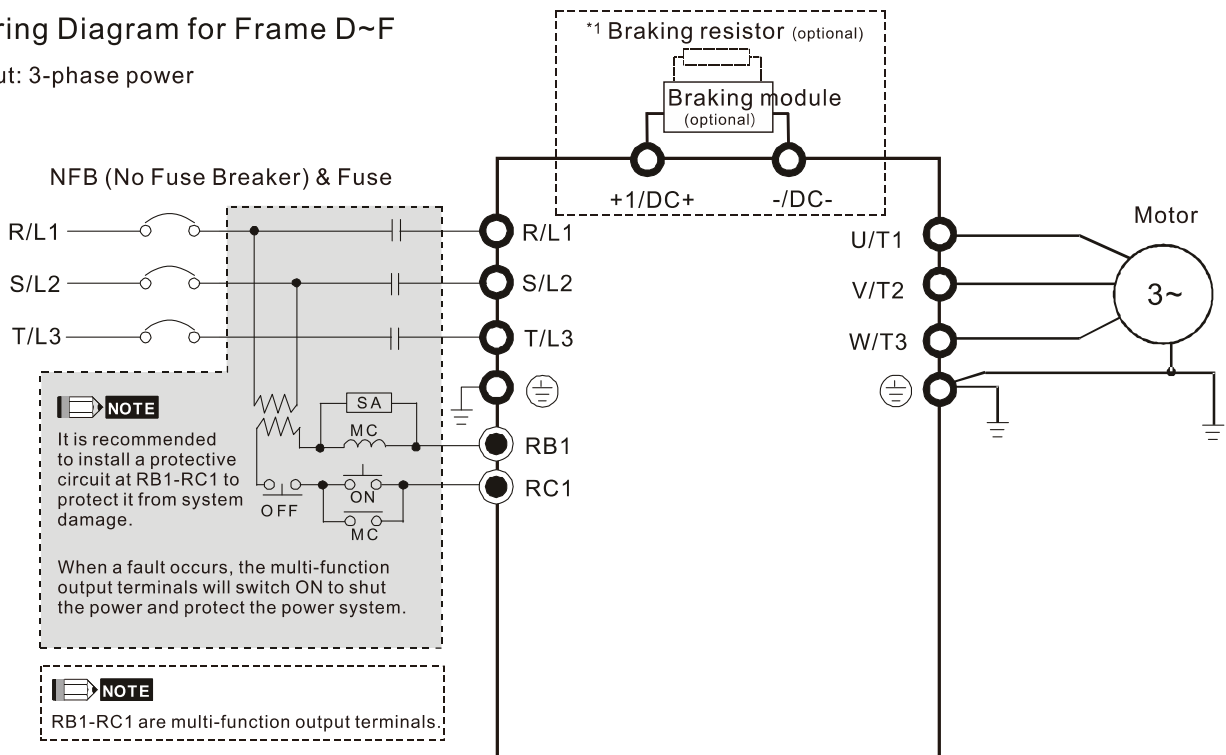 ring Diagram for Frame D~F
ut: 3-phase power
*1 Braking resistor (optional)
Braking module
(optional)
+1/DC+ -/DC-
NFB (No Fuse Breaker) & Fuse
Motor
R/L1 R/L1 U/T1
S/L2 S/L2 V/T2 3~
T/L3 T/L3 W/T3
NOTE
It is recommended
to install a protective
circuit at RB1-RC1 to
protect it from system
damage.
SA
MC
RB1
RC1
ON
OFF
MC
When a fault occurs, the multi-function
output terminals will switch ON to shut
the power and protect the power system.
NOTE
RB1-RC1 are multi-function output terminals.